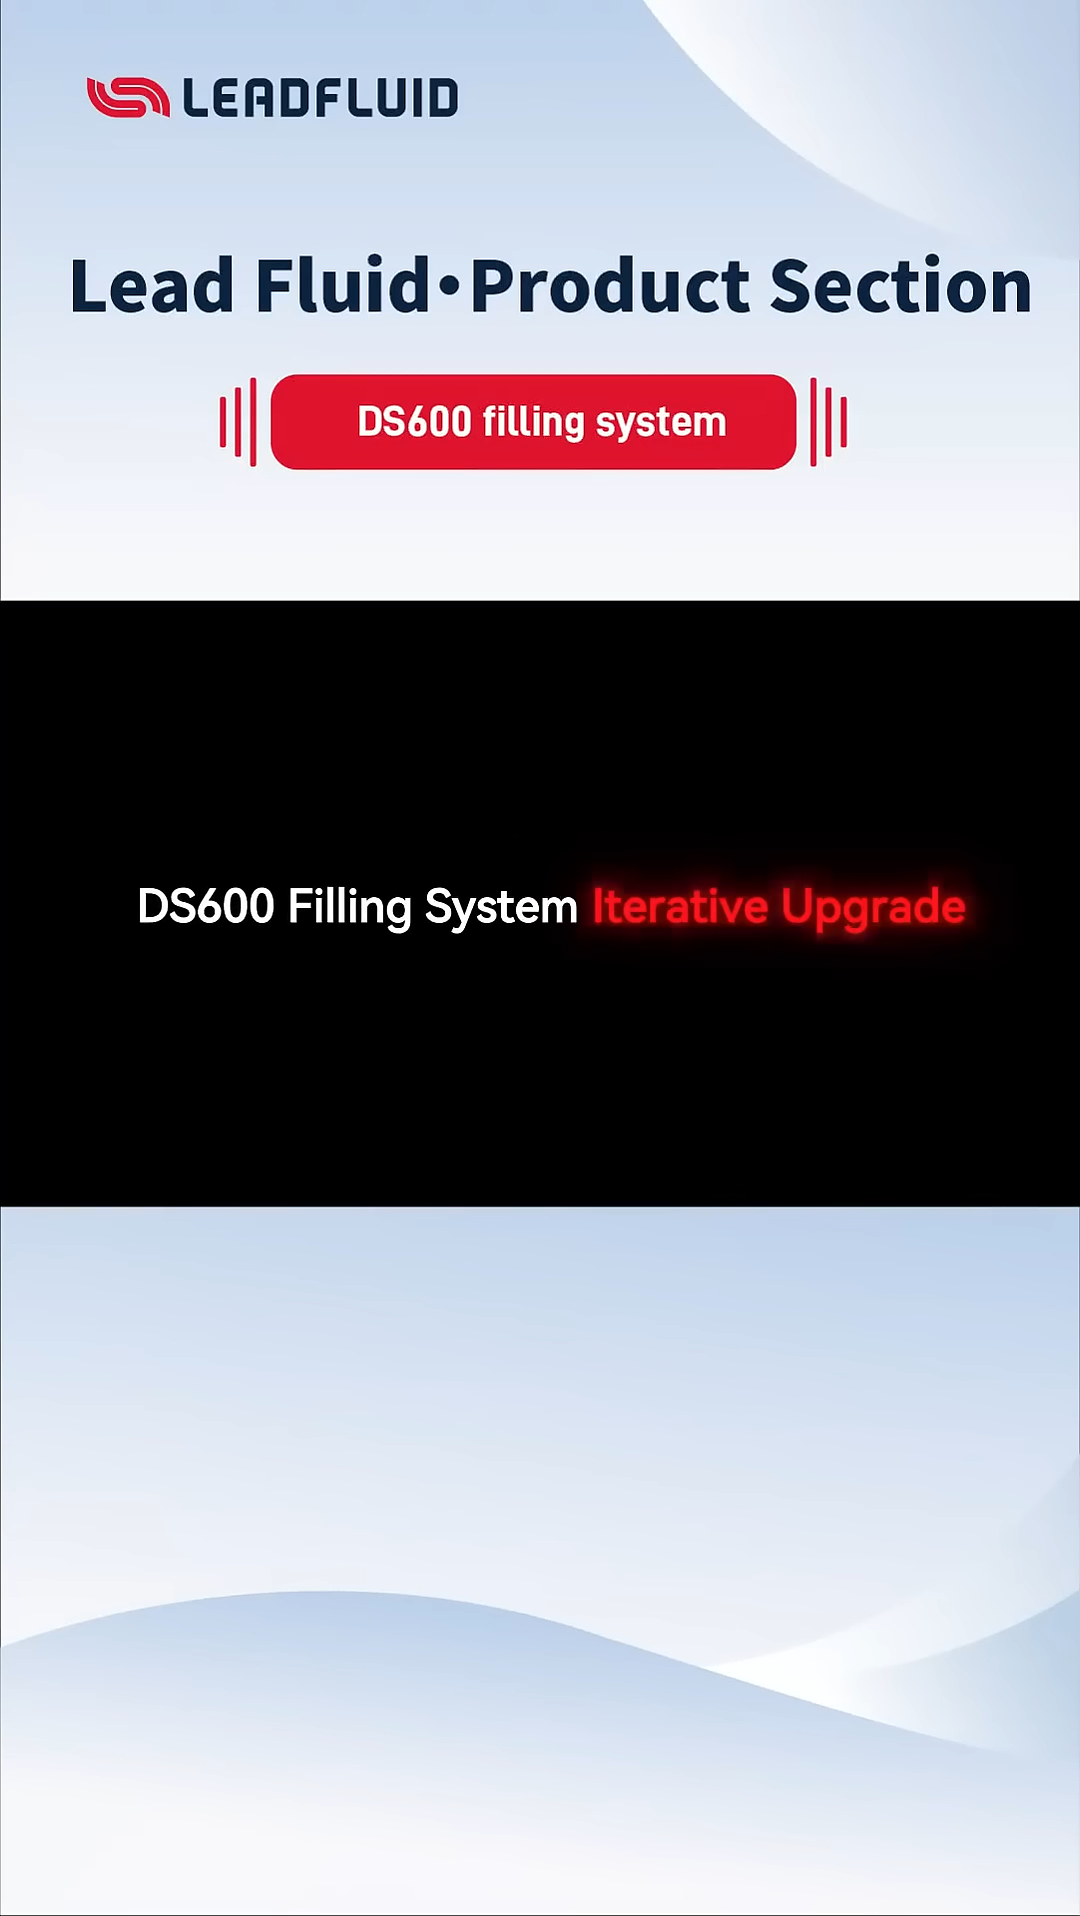 LEADFLUID
Lead Fluid·Product Section
DS600 filling system
DS600 Filling System Iterative Upgrade